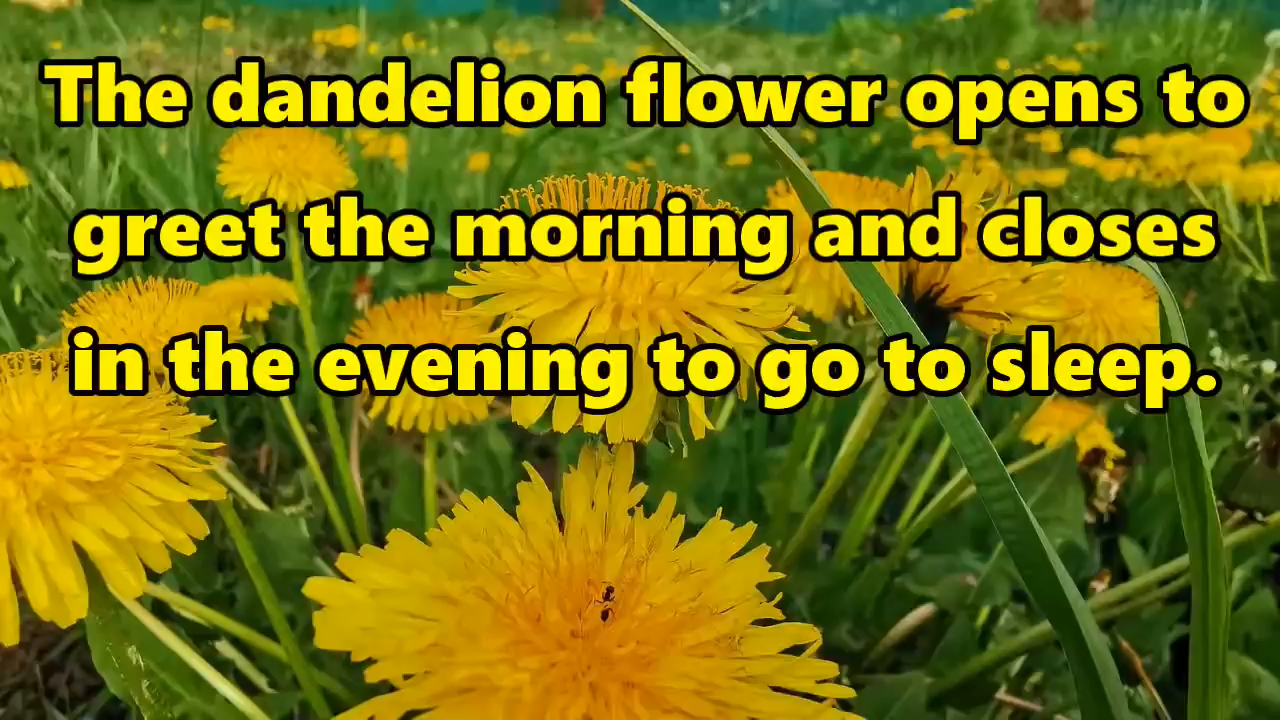 The dandelion flower opens to
greet the morning and closes
in the evening to go to sleep.